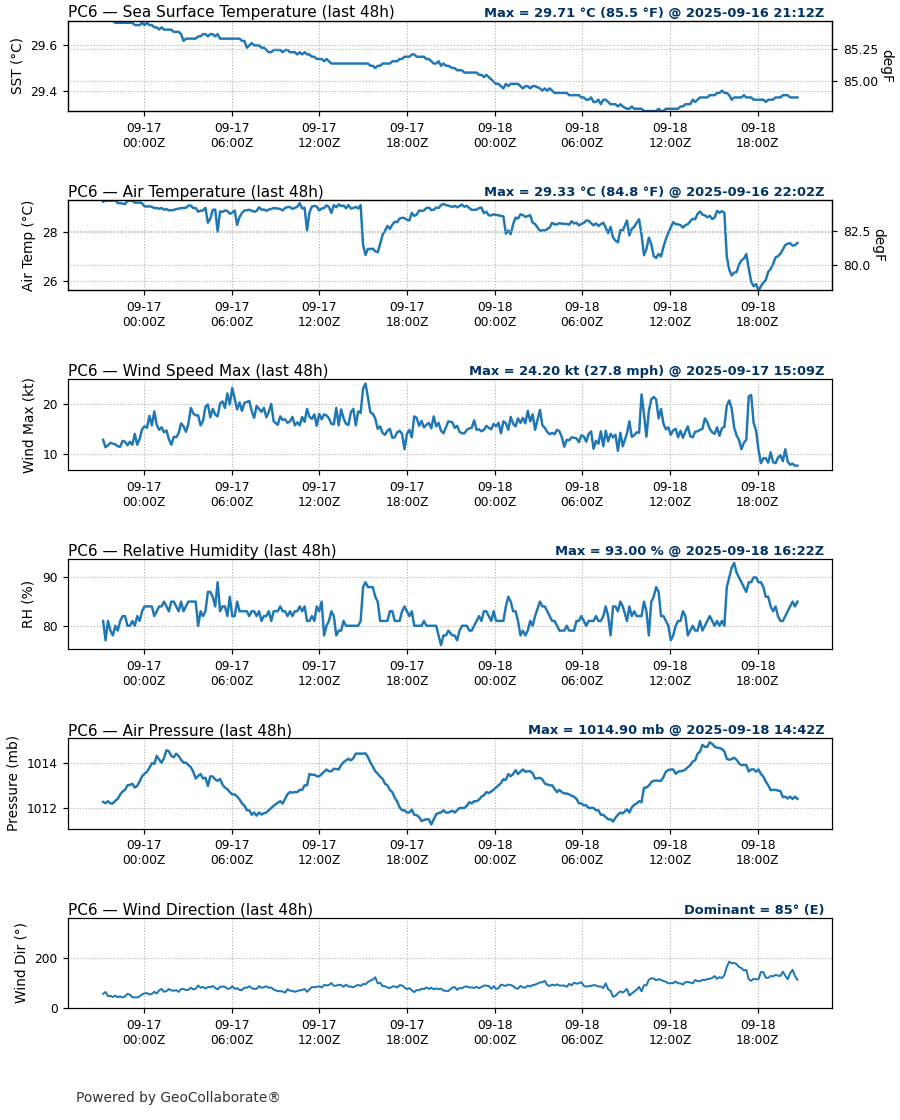 PC6 — Sea Surface Temperature (last 48h)
Max = 29.71 °C (85.5 °F) @ 2025-09-16 21:12Z
SST (°C)
29.6
29.4
85.25
85.00
degF
09-17 00:00Z
09-17 06:00Z
09-17 12:00Z
09-17 18:00Z
09-18 00:00Z
09-18 06:00Z
09-18 12:00Z
09-18 18:00Z
PC6 — Air Temperature (last 48h)
Max = 29.33 °C (84.8 °F) @ 2025-09-16 22:02Z
Air Temp (°C)
28
26
82.5
80.0
degF
09-17 00:00Z
09-17 06:00Z
09-17 12:00Z
09-17 18:00Z
09-18 00:00Z
09-18 06:00Z
09-18 12:00Z
09-18 18:00Z
PC6 — Wind Speed Max (last 48h)
Max = 24.20 kt (27.8 mph) @ 2025-09-17 15:09Z
Wind Max (kt)
20
10
09-17 00:00Z
09-17 06:00Z
09-17 12:00Z
09-17 18:00Z
09-18 00:00Z
09-18 06:00Z
09-18 12:00Z
09-18 18:00Z
PC6 — Relative Humidity (last 48h)
Max = 93.00 % @ 2025-09-18 16:22Z
RH (%)
90
80
09-17 00:00Z
09-17 06:00Z
09-17 12:00Z
09-17 18:00Z
09-18 00:00Z
09-18 06:00Z
09-18 12:00Z
09-18 18:00Z
PC6 — Air Pressure (last 48h)
Max = 1014.90 mb @ 2025-09-18 14:42Z
Pressure (mb)
1014
1012
09-17 00:00Z
09-17 06:00Z
09-17 12:00Z
09-17 18:00Z
09-18 00:00Z
09-18 06:00Z
09-18 12:00Z
09-18 18:00Z
PC6 — Wind Direction (last 48h)
Dominant = 85° (E)
Wind Dir (°)
200
0
09-17 00:00Z
09-17 06:00Z
09-17 12:00Z
09-17 18:00Z
09-18 00:00Z
09-18 06:00Z
09-18 12:00Z
09-18 18:00Z
Powered by GeoCollaborate®